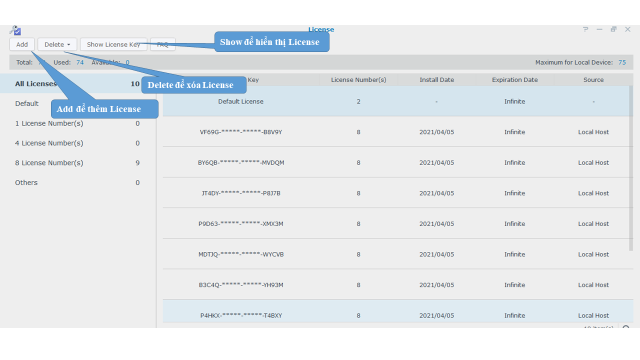 License
Add
Delete
Show License Key
FAQ
Show để hiển thị License
Total:
Used: 74
Available: 0
Maximum for Local Device: 75
All Licenses 10
Key
License Number(s)
Install Date
Expiration Date
Source
Delete để xóa License
Default
Add để thêm License
Default License 2 - Infinite -
1 License Number(s) 0
VF69G-*****-*****-B8V9Y 8 2021/04/05 Infinite Local Host
4 License Number(s) 0
BY6QB-*****-*****-MVDQM 8 2021/04/05 Infinite Local Host
8 License Number(s) 9
Others 0
JT4DY-*****-*****-P8J7B 8 2021/04/05 Infinite Local Host
P9D63-*****-*****-XMX3M 8 2021/04/05 Infinite Local Host
MDTJQ-*****-*****-WYCVB 8 2021/04/05 Infinite Local Host
B3C4Q-*****-*****-YH93M 8 2021/04/05 Infinite Local Host
P4HKX-*****-*****-T4BXY 8 2021/04/05 Infinite Local Host